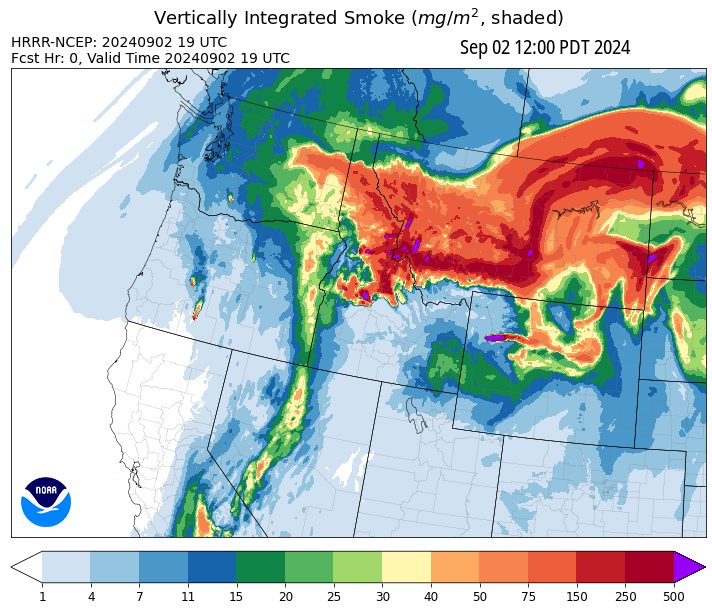 Vertically Integrated Smoke (mg/m², shaded)
HRRR-NCEP: 20240902 19 UTC
Fcst Hr: 0, Valid Time 20240902 19 UTC
Sep 02 12:00 PDT 2024
NOAA
1 4 7 11 15 20 25 30 40 50 75 150 250 500